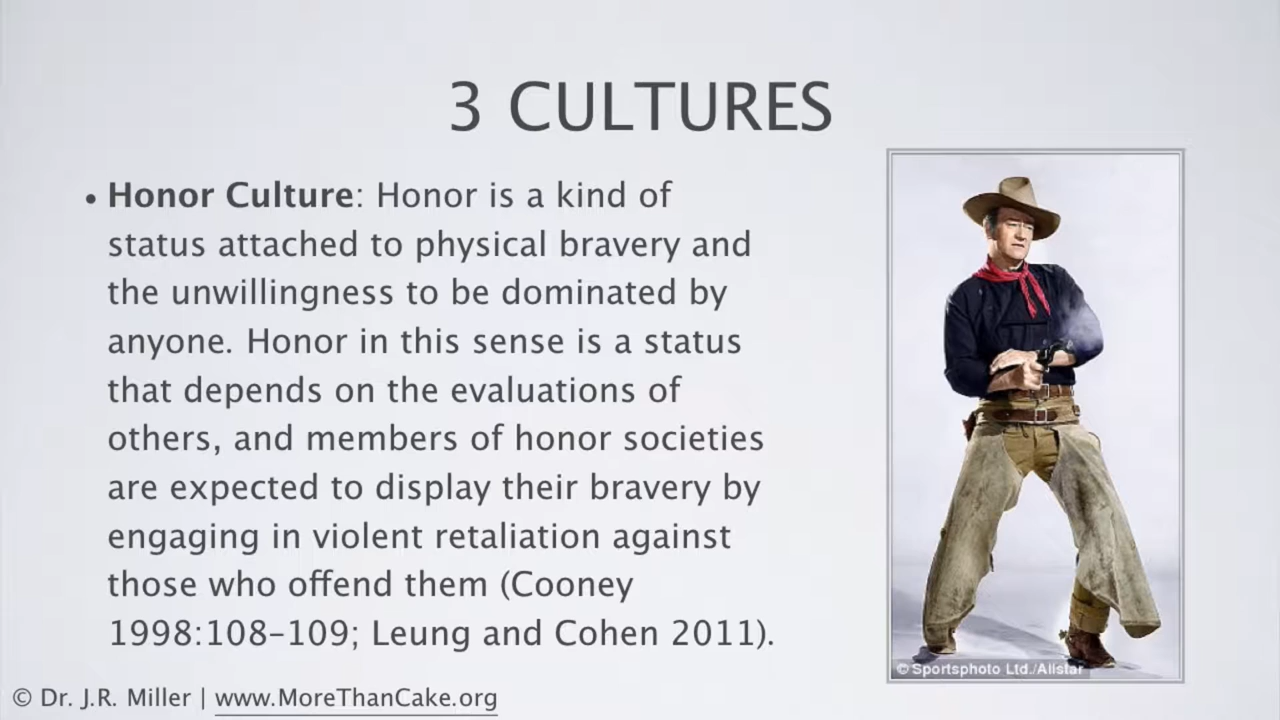 3 CULTURES
• Honor Culture: Honor is a kind of
status attached to physical bravery and
the unwillingness to be dominated by
anyone. Honor in this sense is a status
that depends on the evaluations of
others, and members of honor societies
are expected to display their bravery by
engaging in violent retaliation against
those who offend them (Cooney
1998:108–109; Leung and Cohen 2011).
© Sportsphoto Ltd./Allstar
© Dr. J.R. Miller | www.MoreThanCake.org